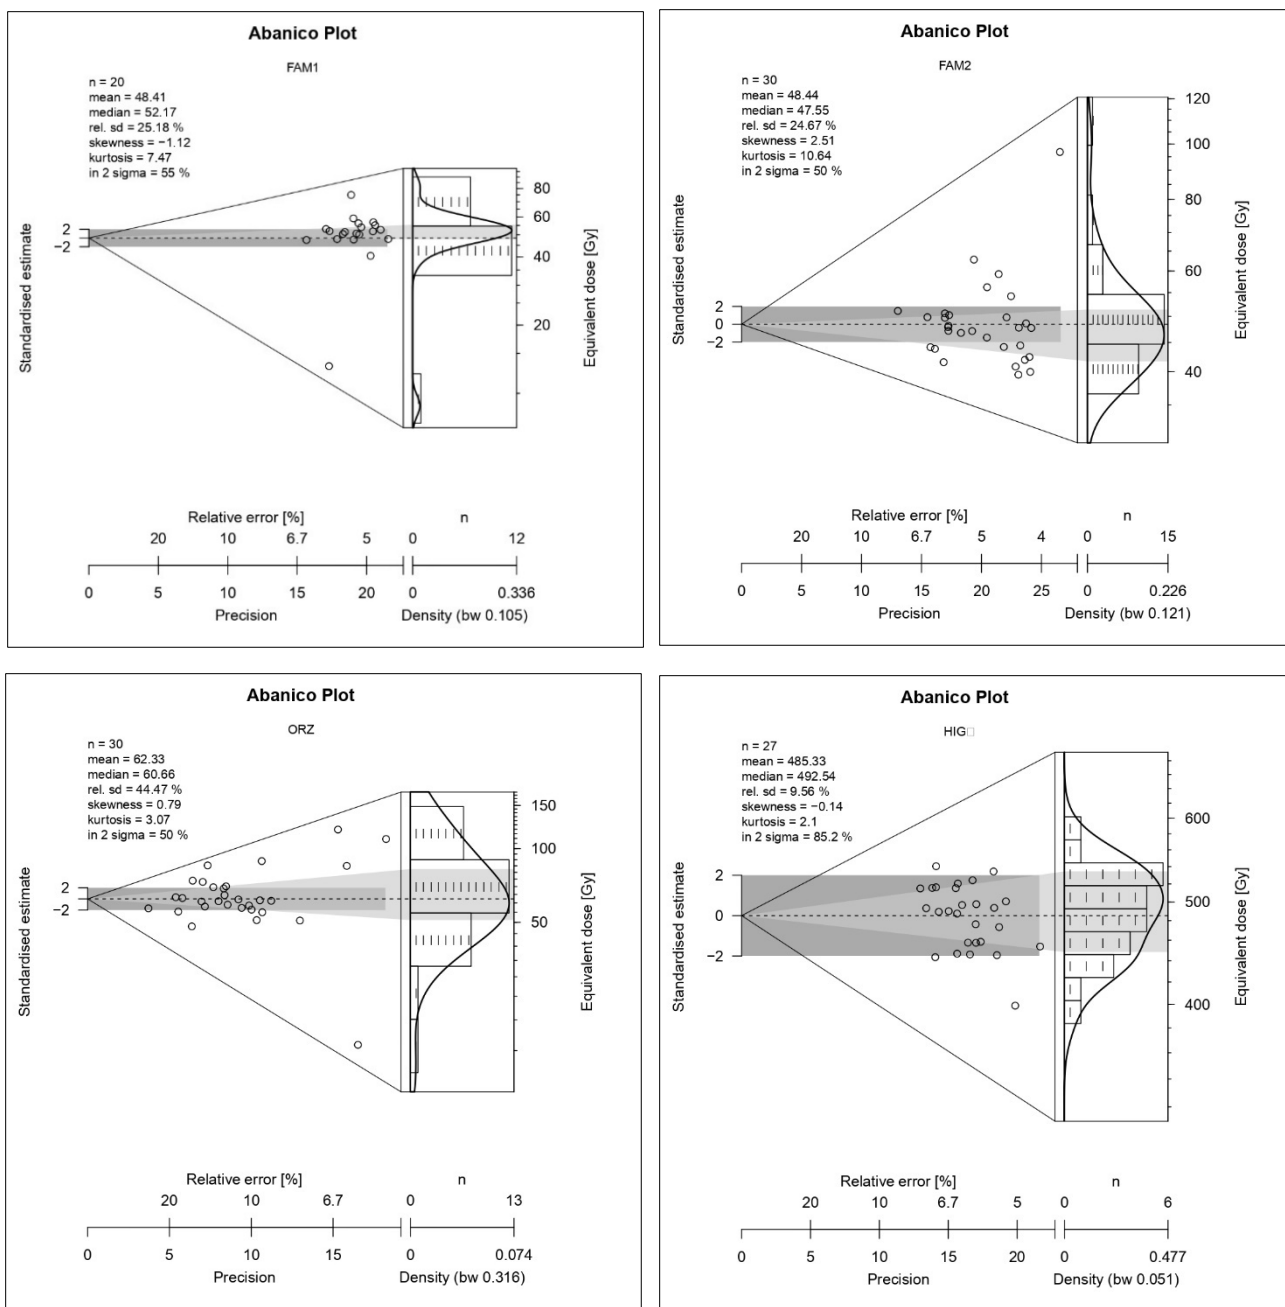 Abanico Plot
FAM1
n = 20
mean = 48.41
median = 52.17
rel. sd = 25.18 %
skewness = −1.12
kurtosis = 7.47
in 2 sigma = 55 %
Standardised estimate
2
−2
80
60
40
20
Equivalent dose [Gy]
Relative error [%]
n
20 10 6.7 5 0 12
0 5 10 15 20 0 0.336
Precision
Density (bw 0.105)
Abanico Plot
FAM2
n = 30
mean = 48.44
median = 47.55
rel. sd = 24.67 %
skewness = 2.51
kurtosis = 10.64
in 2 sigma = 50 %
Standardised estimate
2
0
−2
120
100
80
60
40
Equivalent dose [Gy]
Relative error [%]
n
20 10 6.7 5 4 0 15
0 5 10 15 20 25 0 0.226
Precision
Density (bw 0.121)
Abanico Plot
ORZ
n = 30
mean = 62.33
median = 60.66
rel. sd = 44.47 %
skewness = 0.79
kurtosis = 3.07
in 2 sigma = 50 %
Standardised estimate
2
−2
150
100
50
Equivalent dose [Gy]
Relative error [%]
n
20 10 6.7 0 13
0 5 10 15 0 0.074
Precision
Density (bw 0.316)
Abanico Plot
HIG□
n = 27
mean = 485.33
median = 492.54
rel. sd = 9.56 %
skewness = −0.14
kurtosis = 2.1
in 2 sigma = 85.2 %
Standardised estimate
2
0
−2
600
500
400
Equivalent dose [Gy]
Relative error [%]
n
20 10 6.7 5 0 6
0 5 10 15 20 0 0.477
Precision
Density (bw 0.051)